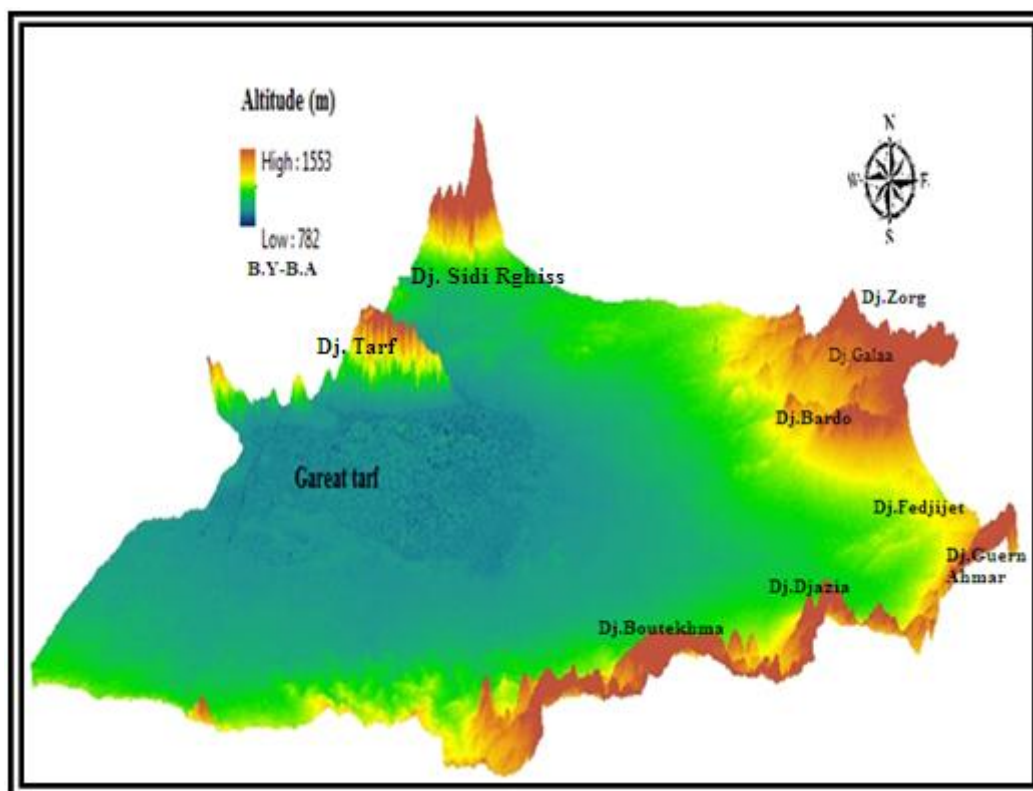 Altitude (m)
High : 1553
Low : 782
B.Y-B.A
N
W
E
S
Dj. Sidi Rghiss
Dj.Zorg
Dj. Tarf
Dj.Galaa
Dj.Bardo
Gareat tarf
Dj.Fedjijet
Dj.Guern
Ahmar
Dj.Djazia
Dj.Boutekhma